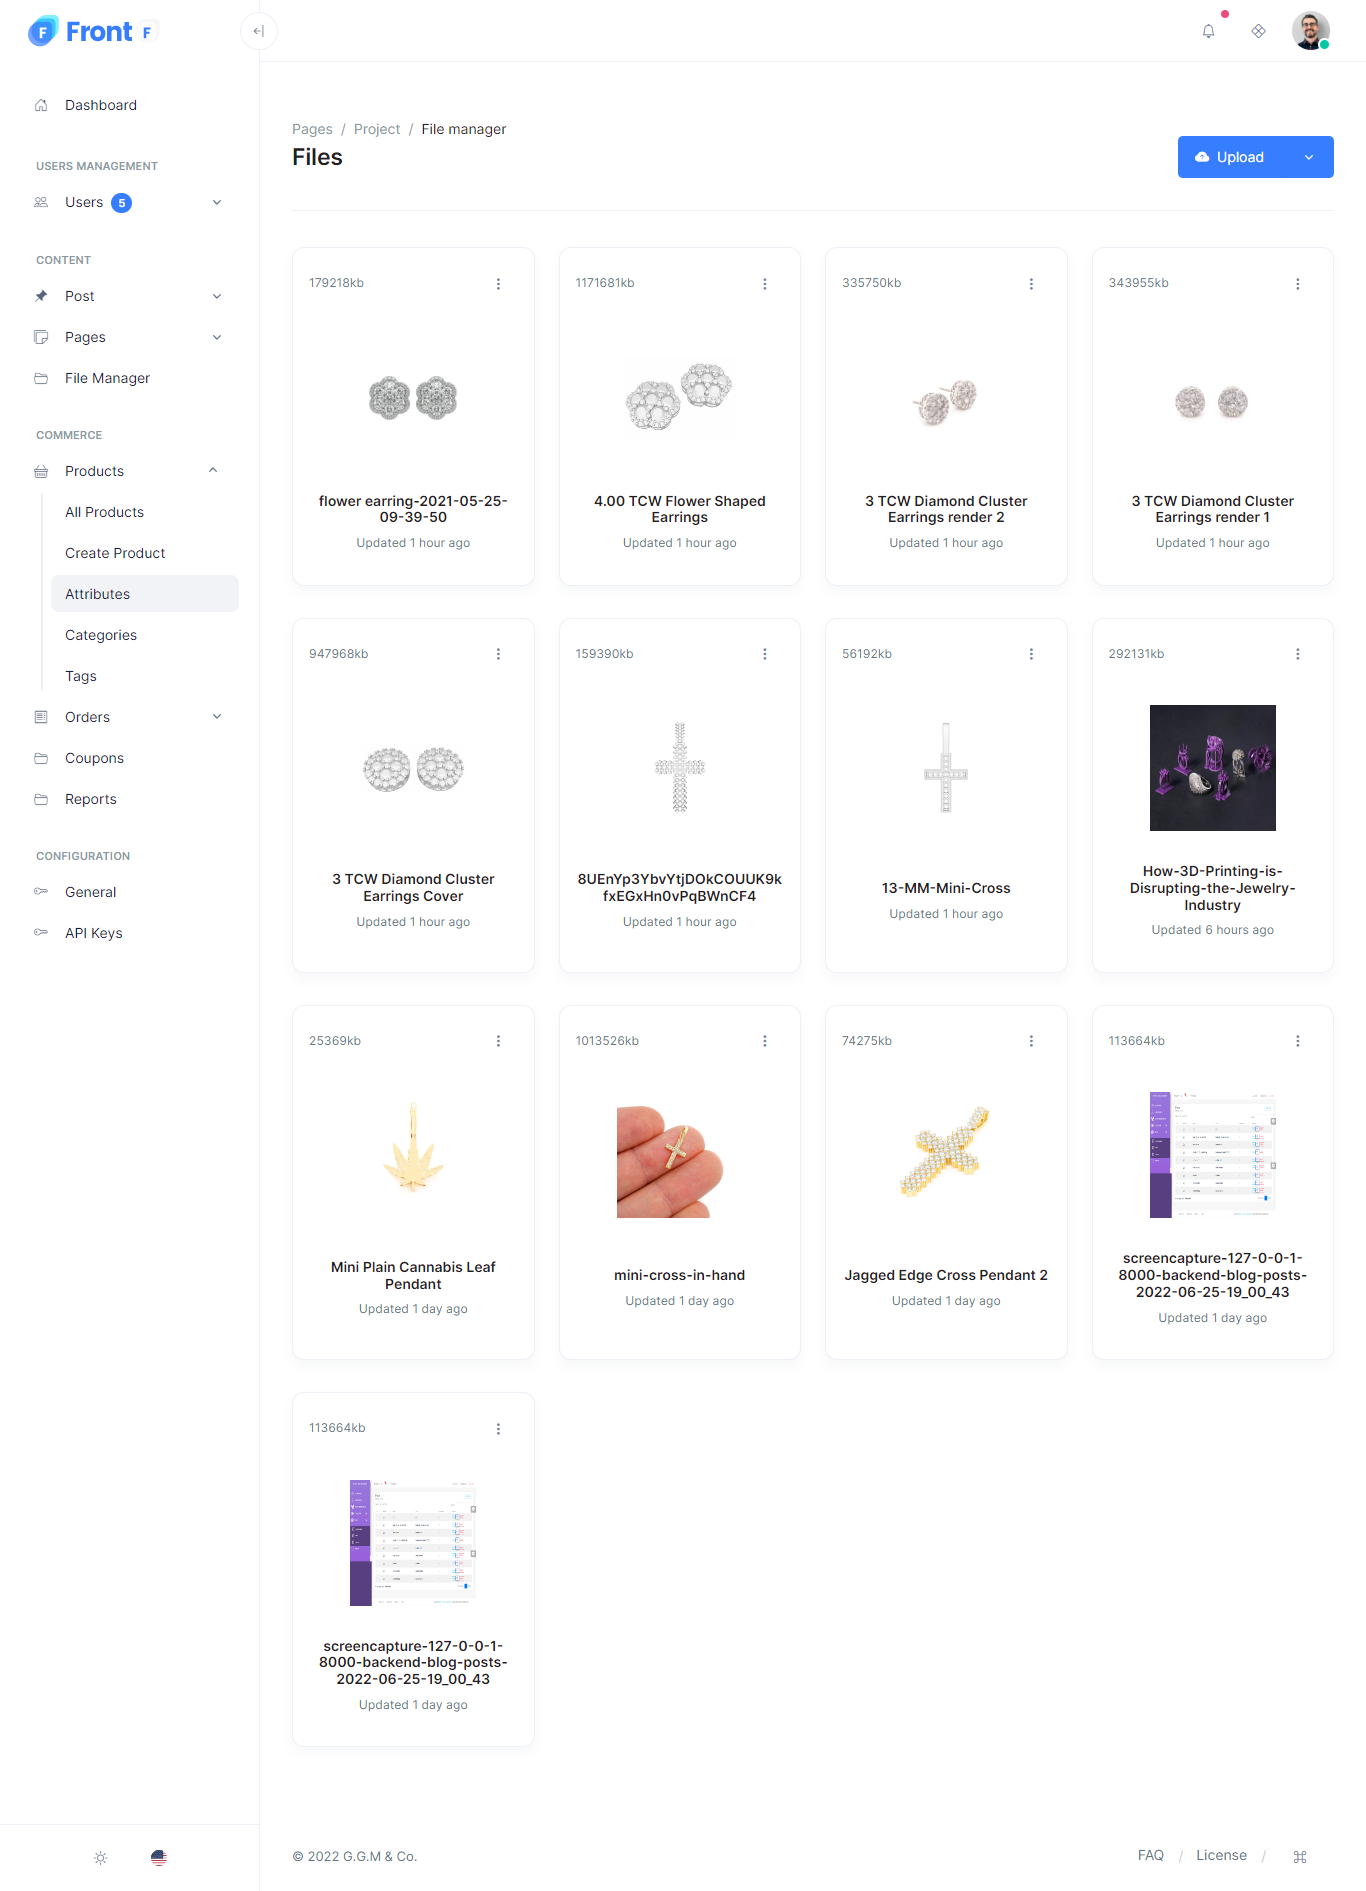 F Front F
Dashboard
USERS MANAGEMENT
Users 5
CONTENT
Post
Pages
File Manager
COMMERCE
Products
All Products
Create Product
Attributes
Categories
Tags
Orders
Coupons
Reports
CONFIGURATION
General
API Keys
Pages / Project / File manager
Files
Upload
179218kb
flower earring-2021-05-25-
09-39-50
Updated 1 hour ago
1171681kb
4.00 TCW Flower Shaped
Earrings
Updated 1 hour ago
335750kb
3 TCW Diamond Cluster
Earrings render 2
Updated 1 hour ago
343955kb
3 TCW Diamond Cluster
Earrings render 1
Updated 1 hour ago
947968kb
3 TCW Diamond Cluster
Earrings Cover
Updated 1 hour ago
159390kb
8UEnYp3YbvYtjDOkCOUUK9k
fxEGxHn0vPqBWnCF4
Updated 1 hour ago
56192kb
13-MM-Mini-Cross
Updated 1 hour ago
292131kb
How-3D-Printing-is-
Disrupting-the-Jewelry-
Industry
Updated 6 hours ago
25369kb
Mini Plain Cannabis Leaf
Pendant
Updated 1 day ago
1013526kb
mini-cross-in-hand
Updated 1 day ago
74275kb
Jagged Edge Cross Pendant 2
Updated 1 day ago
113664kb
screencapture-127-0-0-1-
8000-backend-blog-posts-
2022-06-25-19_00_43
Updated 1 day ago
113664kb
screencapture-127-0-0-1-
8000-backend-blog-posts-
2022-06-25-19_00_43
Updated 1 day ago
© 2022 G.G.M & Co.
FAQ / License /